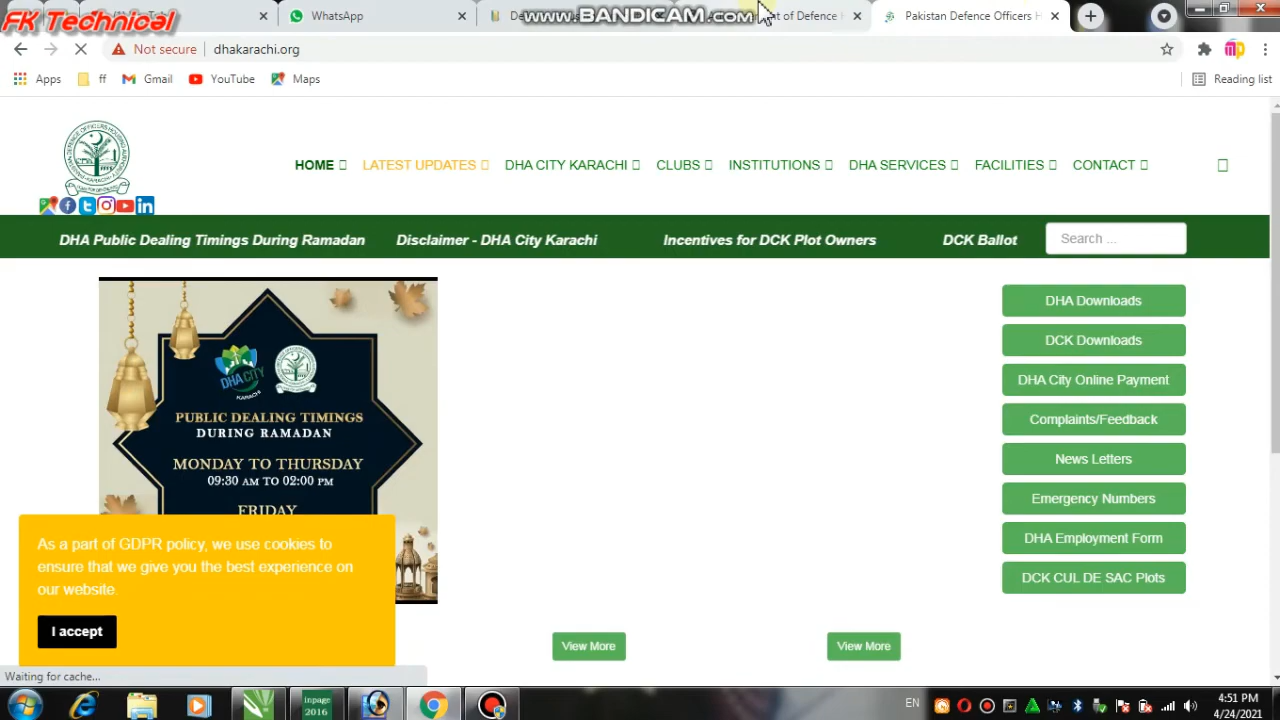 FK Technical
WhatsApp
www.BANDICAM.com
of Defence H
Pakistan Defence Officers H
Not secure
dhakarachi.org
Apps
ff
Gmail
YouTube
Maps
Reading list
HOME
LATEST UPDATES
DHA CITY KARACHI
CLUBS
INSTITUTIONS
DHA SERVICES
FACILITIES
CONTACT
DHA Public Dealing Timings During Ramadan
Disclaimer - DHA City Karachi
Incentives for DCK Plot Owners
DCK Ballot
Search ...
DHA CITY
KARACHI
PUBLIC DEALING TIMINGS
DURING RAMADAN
MONDAY TO THURSDAY
09:30 AM TO 02:00 PM
FRIDAY
DHA Downloads
DCK Downloads
DHA City Online Payment
Complaints/Feedback
News Letters
Emergency Numbers
DHA Employment Form
DCK CUL DE SAC Plots
As a part of GDPR policy, we use cookies to
ensure that we give you the best experience on
our website.
I accept
View More
View More
Waiting for cache...
inpage
2016
EN
4:51 PM
4/24/2021